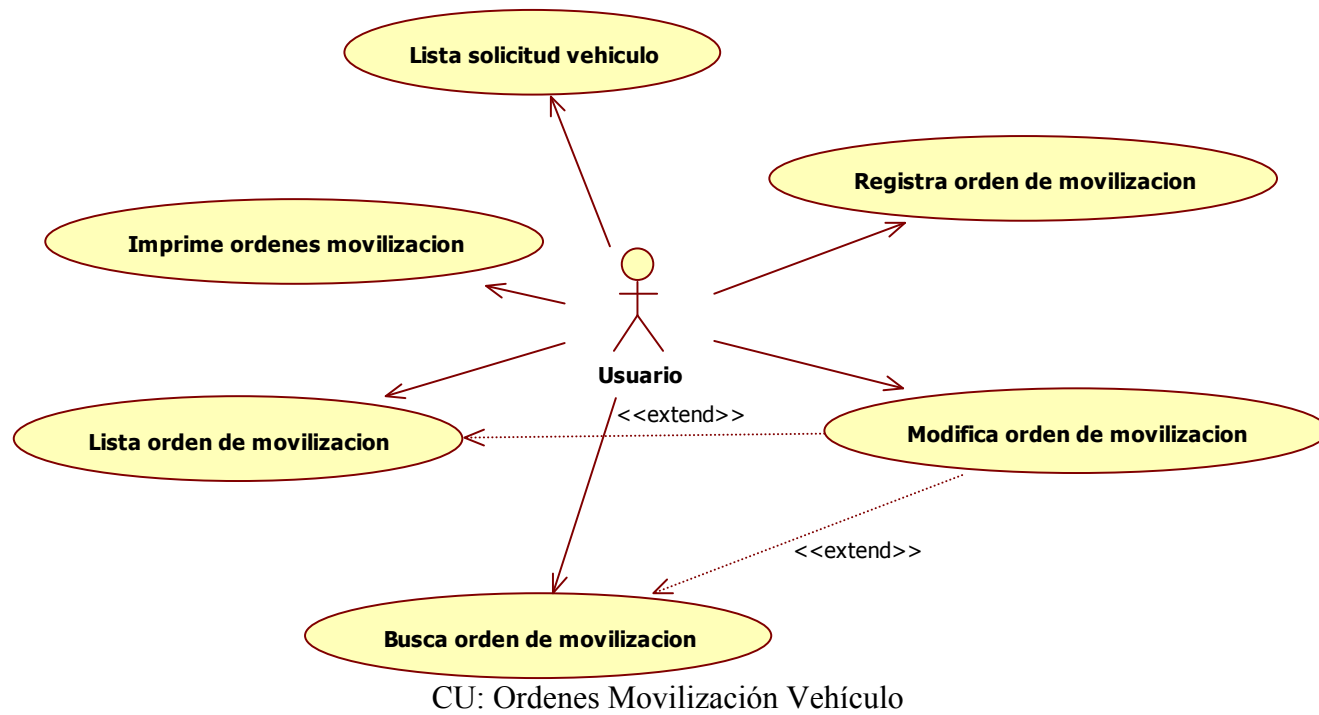 Lista solicitud vehiculo
Registra orden de movilizacion
Imprime ordenes movilizacion
Usuario
<<extend>>
Lista orden de movilizacion
Modifica orden de movilizacion
<<extend>>
Busca orden de movilizacion
CU: Ordenes Movilización Vehículo